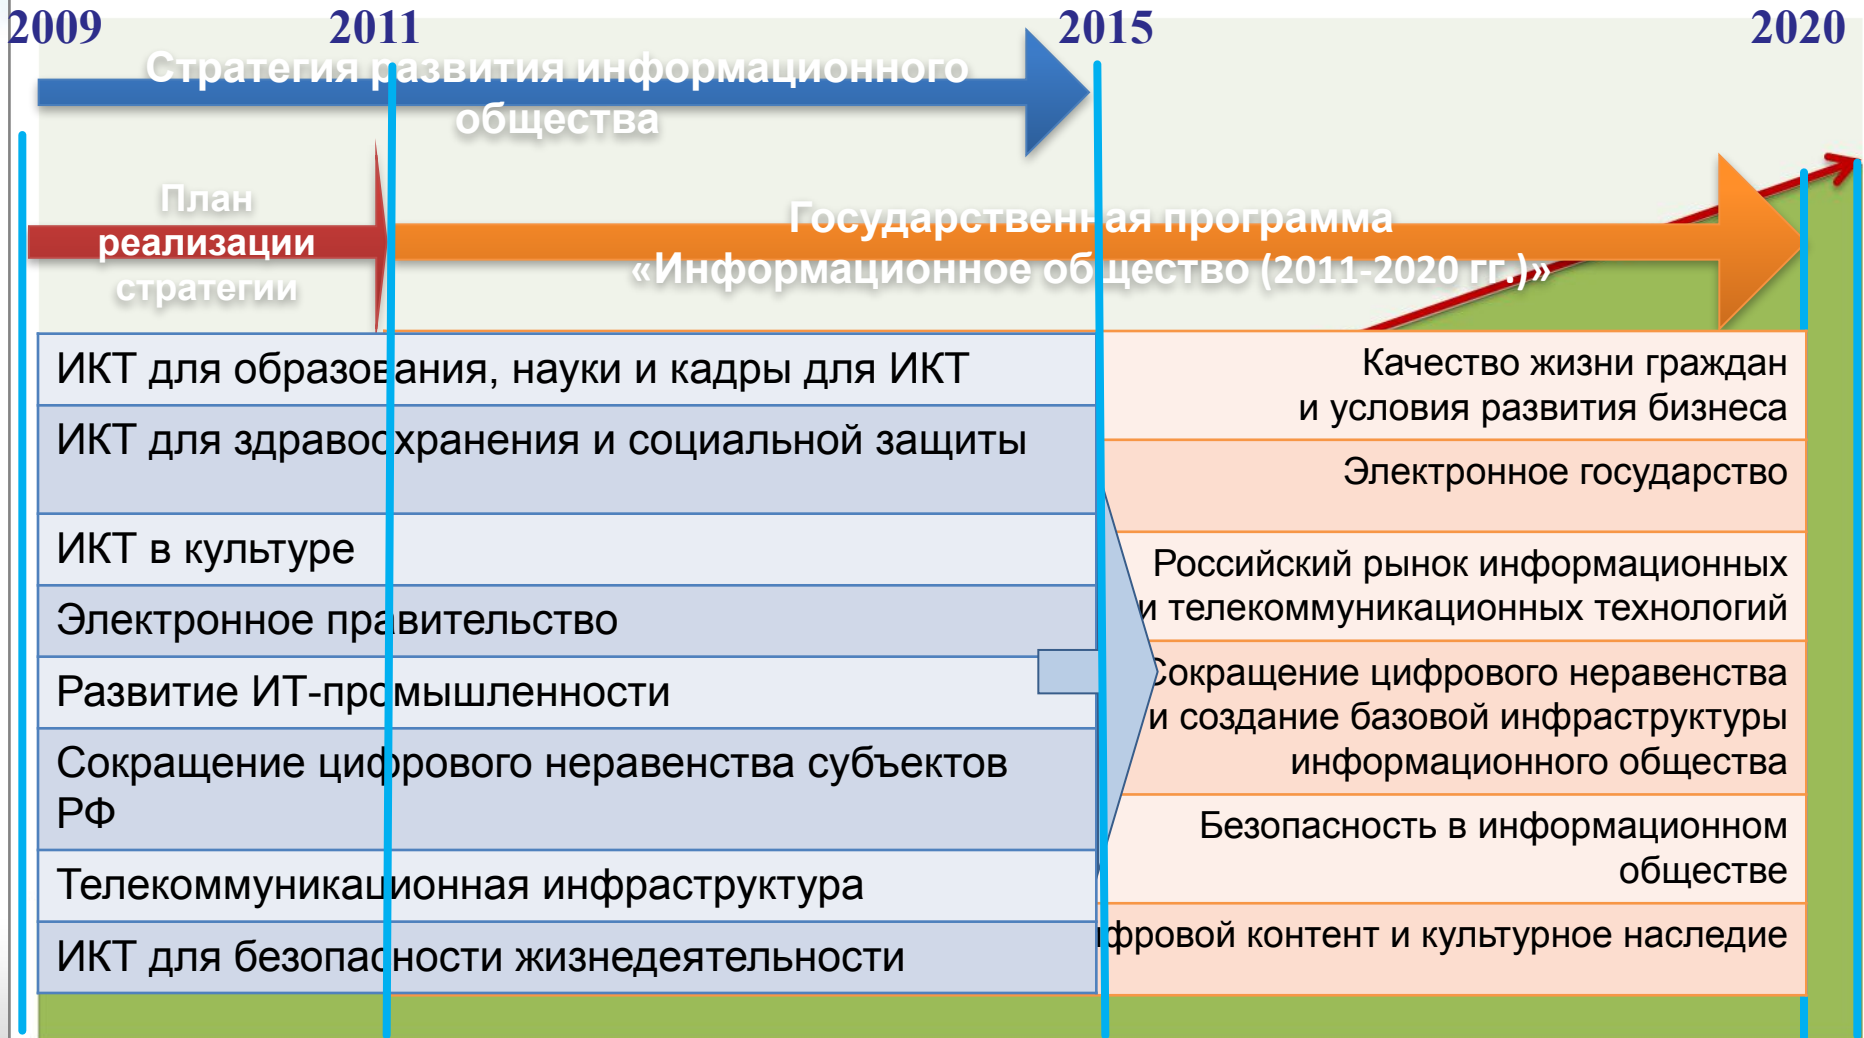 2009
2011
2015
2020
Стратегия развития информационного
общества
План
реализации
стратегии
Государственная программа
«Информационное общество (2011-2020 гг.)»
ИКТ для образования, науки и кадры для ИКТ
ИКТ для здравоохранения и социальной защиты
ИКТ в культуре
Электронное правительство
Развитие ИТ-промышленности
Сокращение цифрового неравенства субъектов
РФ
Телекоммуникационная инфраструктура
ИКТ для безопасности жизнедеятельности
Качество жизни граждан
и условия развития бизнеса
Электронное государство
Российский рынок информационных
и телекоммуникационных технологий
Сокращение цифрового неравенства
и создание базовой инфраструктуры
информационного общества
Безопасность в информационном
обществе
контент и культурное наследие